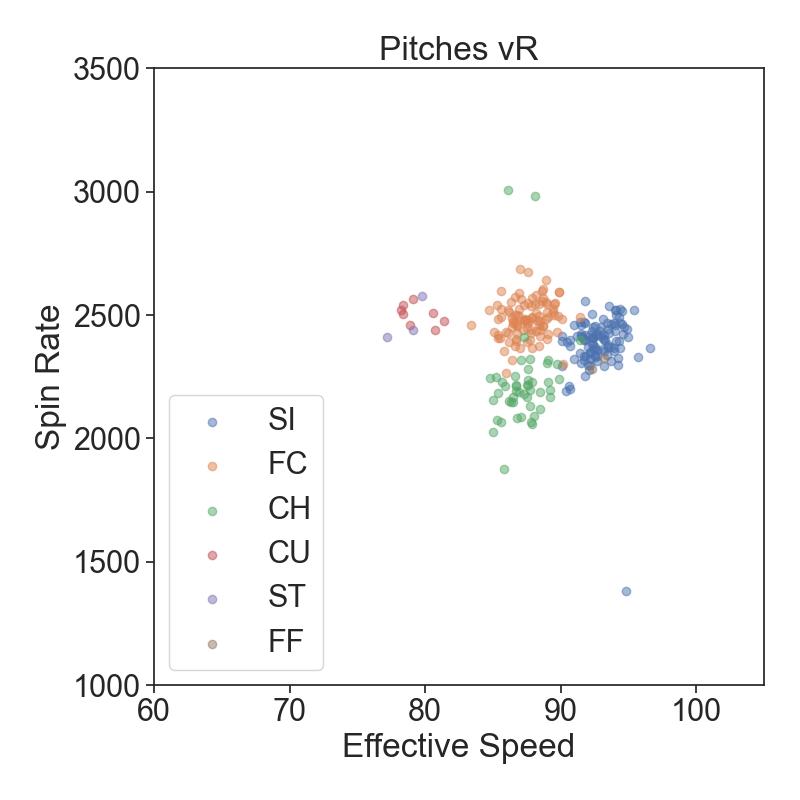 Pitches vR
3500
3000
2500
2000
1500
1000
Spin Rate
SI
FC
CH
CU
ST
FF
60 70 80 90 100
Effective Speed